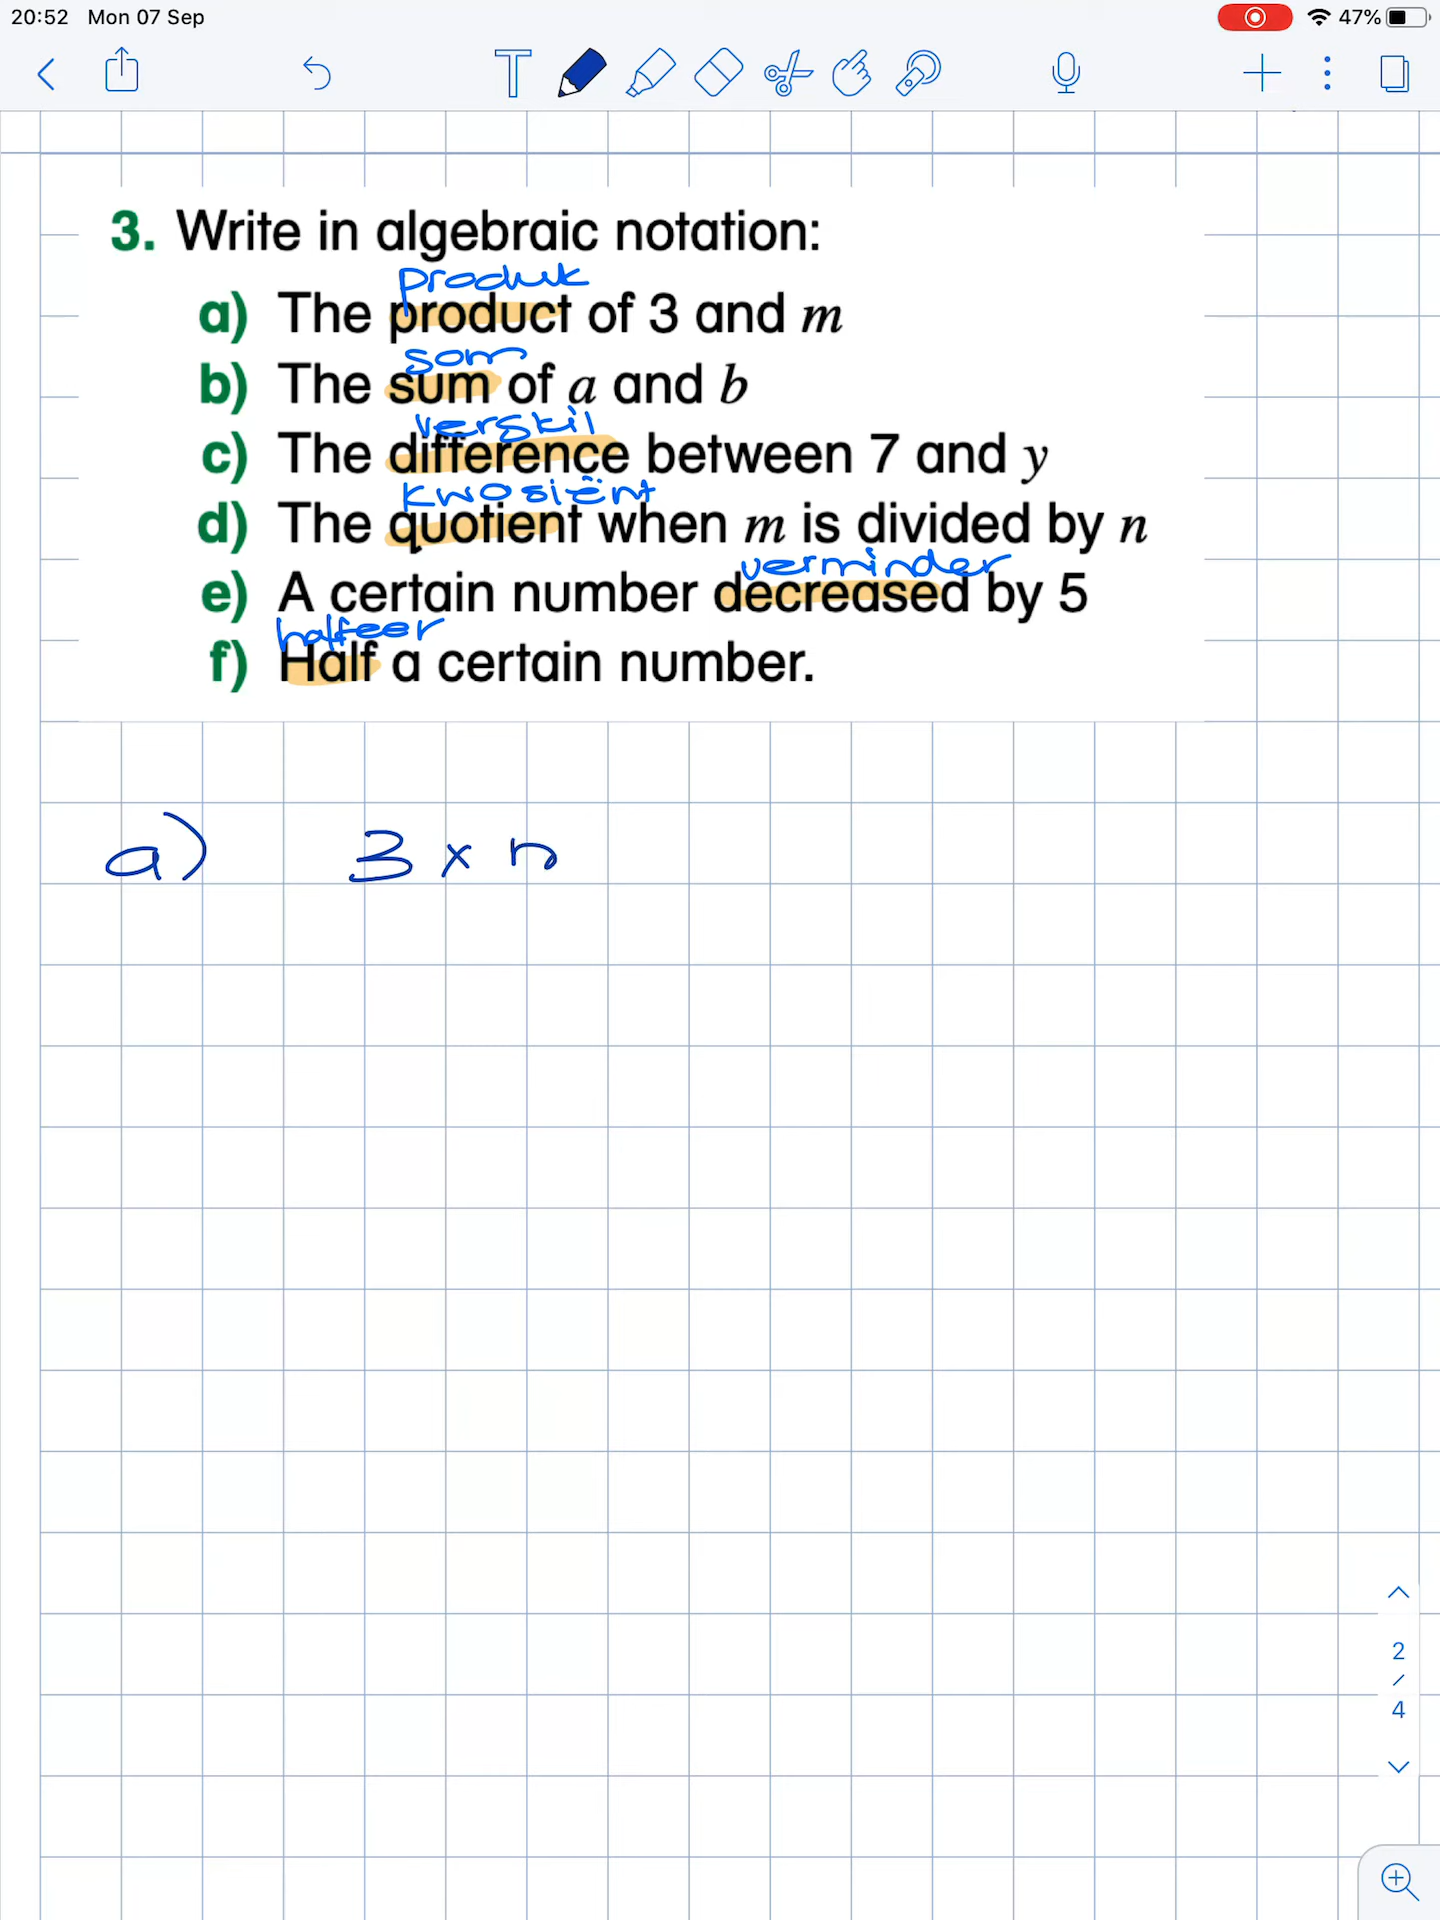 20:52 Mon 07 Sep 47%
3. Write in algebraic notation:
produk
a) The product of 3 and m
som
b) The sum of a and b
verskil
c) The difference between 7 and y
kwosiënt
d) The quotient when m is divided by n
verminder
e) A certain number decreased by 5
halfeer
f) Half a certain number.
a) 3 × n
2
/
4